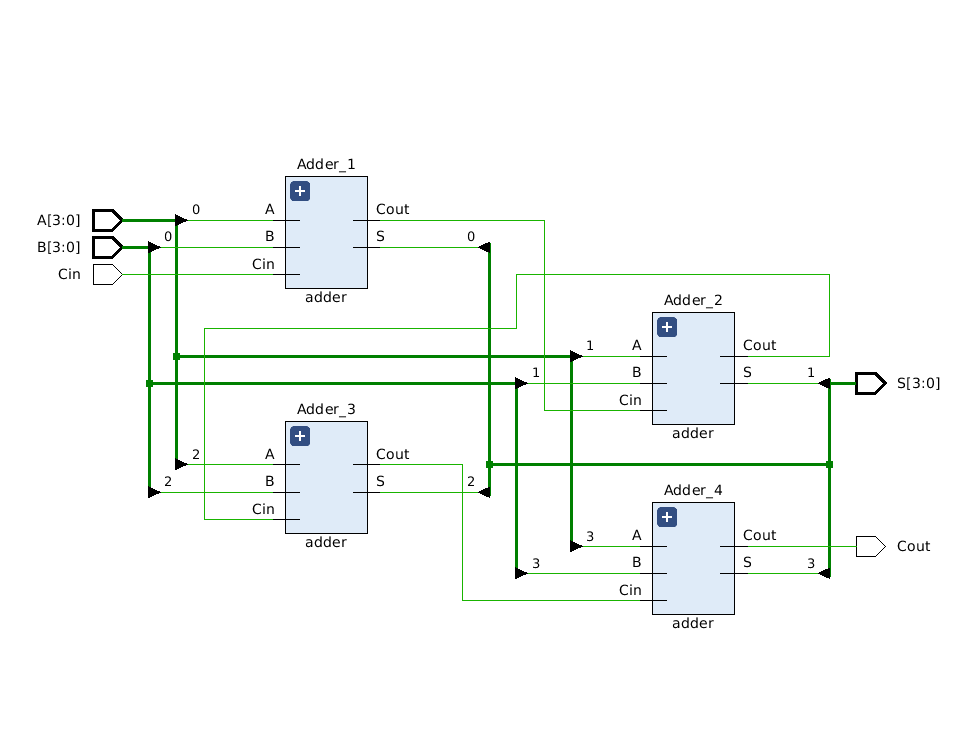 Adder_1
A[3:0]
0
A
Cout
B[3:0]
0
B
S
0
Cin
Cin
adder
Adder_2
1
A
Cout
1
B
S
1
S[3:0]
Cin
adder
Adder_3
2
A
Cout
2
B
S
2
Cin
adder
Adder_4
3
A
Cout
Cout
3
B
S
3
Cin
adder